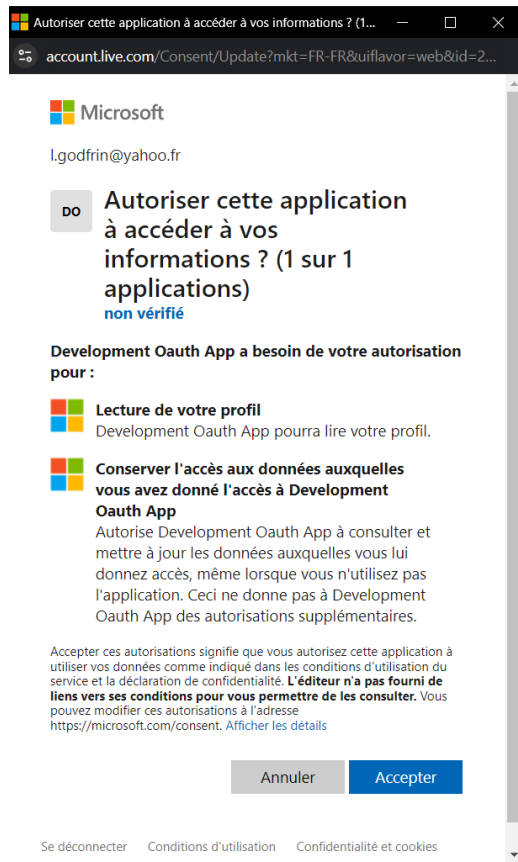 Autoriser cette application à accéder à vos informations ? (1...
account.live.com/Consent/Update?mkt=FR-FR&uiflavor=web&id=2...
Microsoft
l.godfrin@yahoo.fr
DO
Autoriser cette application
à accéder à vos
informations ? (1 sur 1
applications)
non vérifié
Development Oauth App a besoin de votre autorisation
pour :
Lecture de votre profil
Development Oauth App pourra lire votre profil.
Conserver l'accès aux données auxquelles
vous avez donné l'accès à Development
Oauth App
Autorise Development Oauth App à consulter et
mettre à jour les données auxquelles vous lui
donnez accès, même lorsque vous n'utilisez pas
l'application. Ceci ne donne pas à Development
Oauth App des autorisations supplémentaires.
Accepter ces autorisations signifie que vous autorisez cette application à
utiliser vos données comme indiqué dans les conditions d'utilisation du
service et la déclaration de confidentialité. L'éditeur n'a pas fourni de
liens vers ses conditions pour vous permettre de les consulter. Vous
pouvez modifier ces autorisations à l'adresse
https://microsoft.com/consent. Afficher les détails
Annuler
Accepter
Se déconnecter
Conditions d'utilisation
Confidentialité et cookies